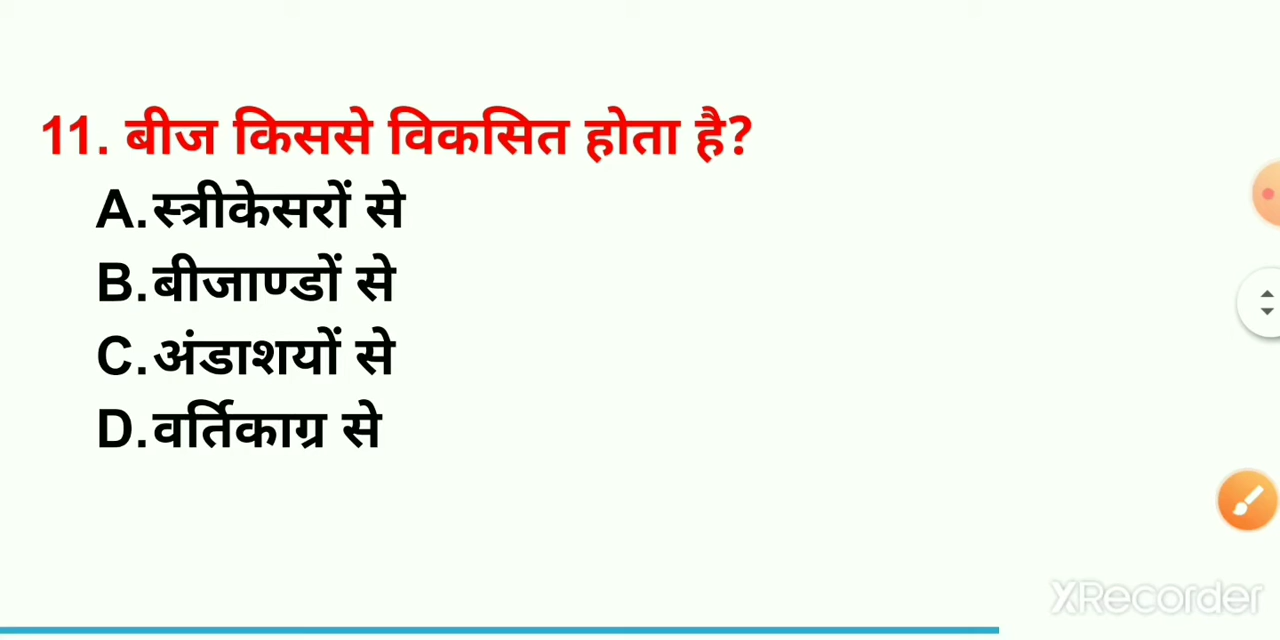 11. बीज किससे विकसित होता है?
A.स्त्रीकेसरों से
B.बीजाण्डों से
C.अंडाशयों से
D.वर्तिकाग्र से
XRecorder